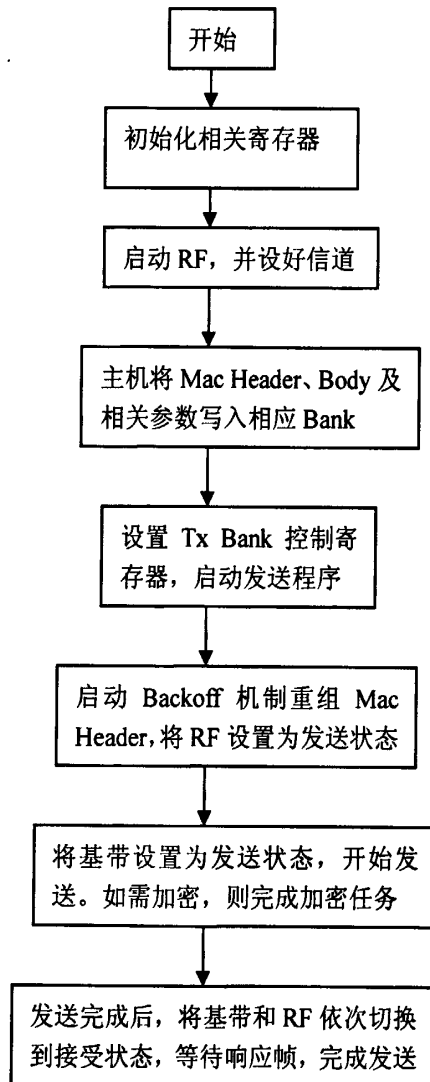 开始
初始化相关寄存器
启动 RF，并设好信道
主机将 Mac Header、Body 及
相关参数写入相应 Bank
设置 Tx Bank 控制寄
存器，启动发送程序
启动 Backoff 机制重组 Mac
Header，将 RF 设置为发送状态
将基带设置为发送状态，开始发
送。如需加密，则完成加密任务
发送完成后，将基带和 RF 依次切换
到接受状态，等待响应帧，完成发送